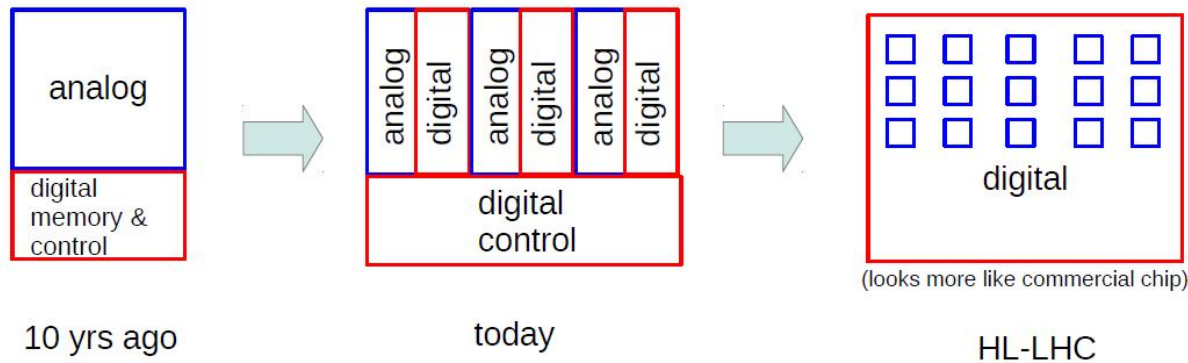 analog
digital
memory &
control
10 yrs ago
analog
digital
analog
digital
analog
digital
digital
control
today
digital
(looks more like commercial chip)
HL-LHC